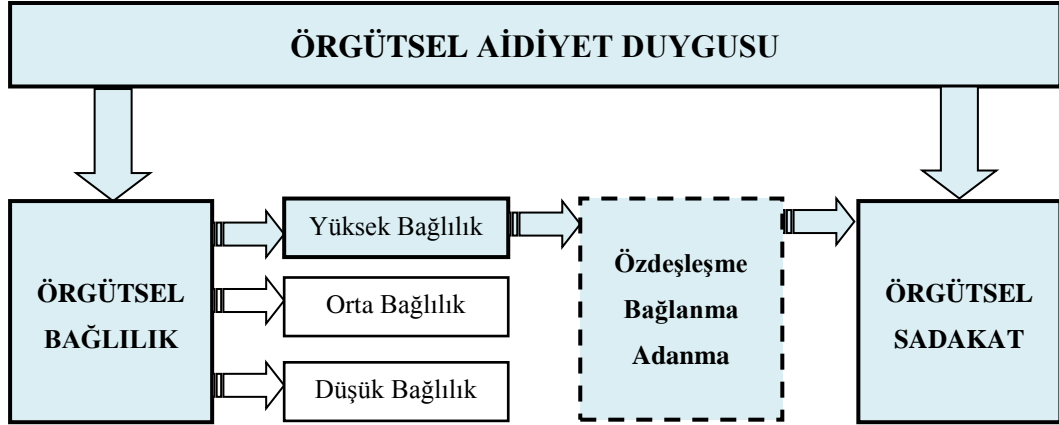 ÖRGÜTSEL AİDİYET DUYGUSU
ÖRGÜTSEL
BAĞLILIK
Yüksek Bağlılık
Orta Bağlılık
Düşük Bağlılık
Özdeşleşme
Bağlanma
Adanma
ÖRGÜTSEL
SADAKAT